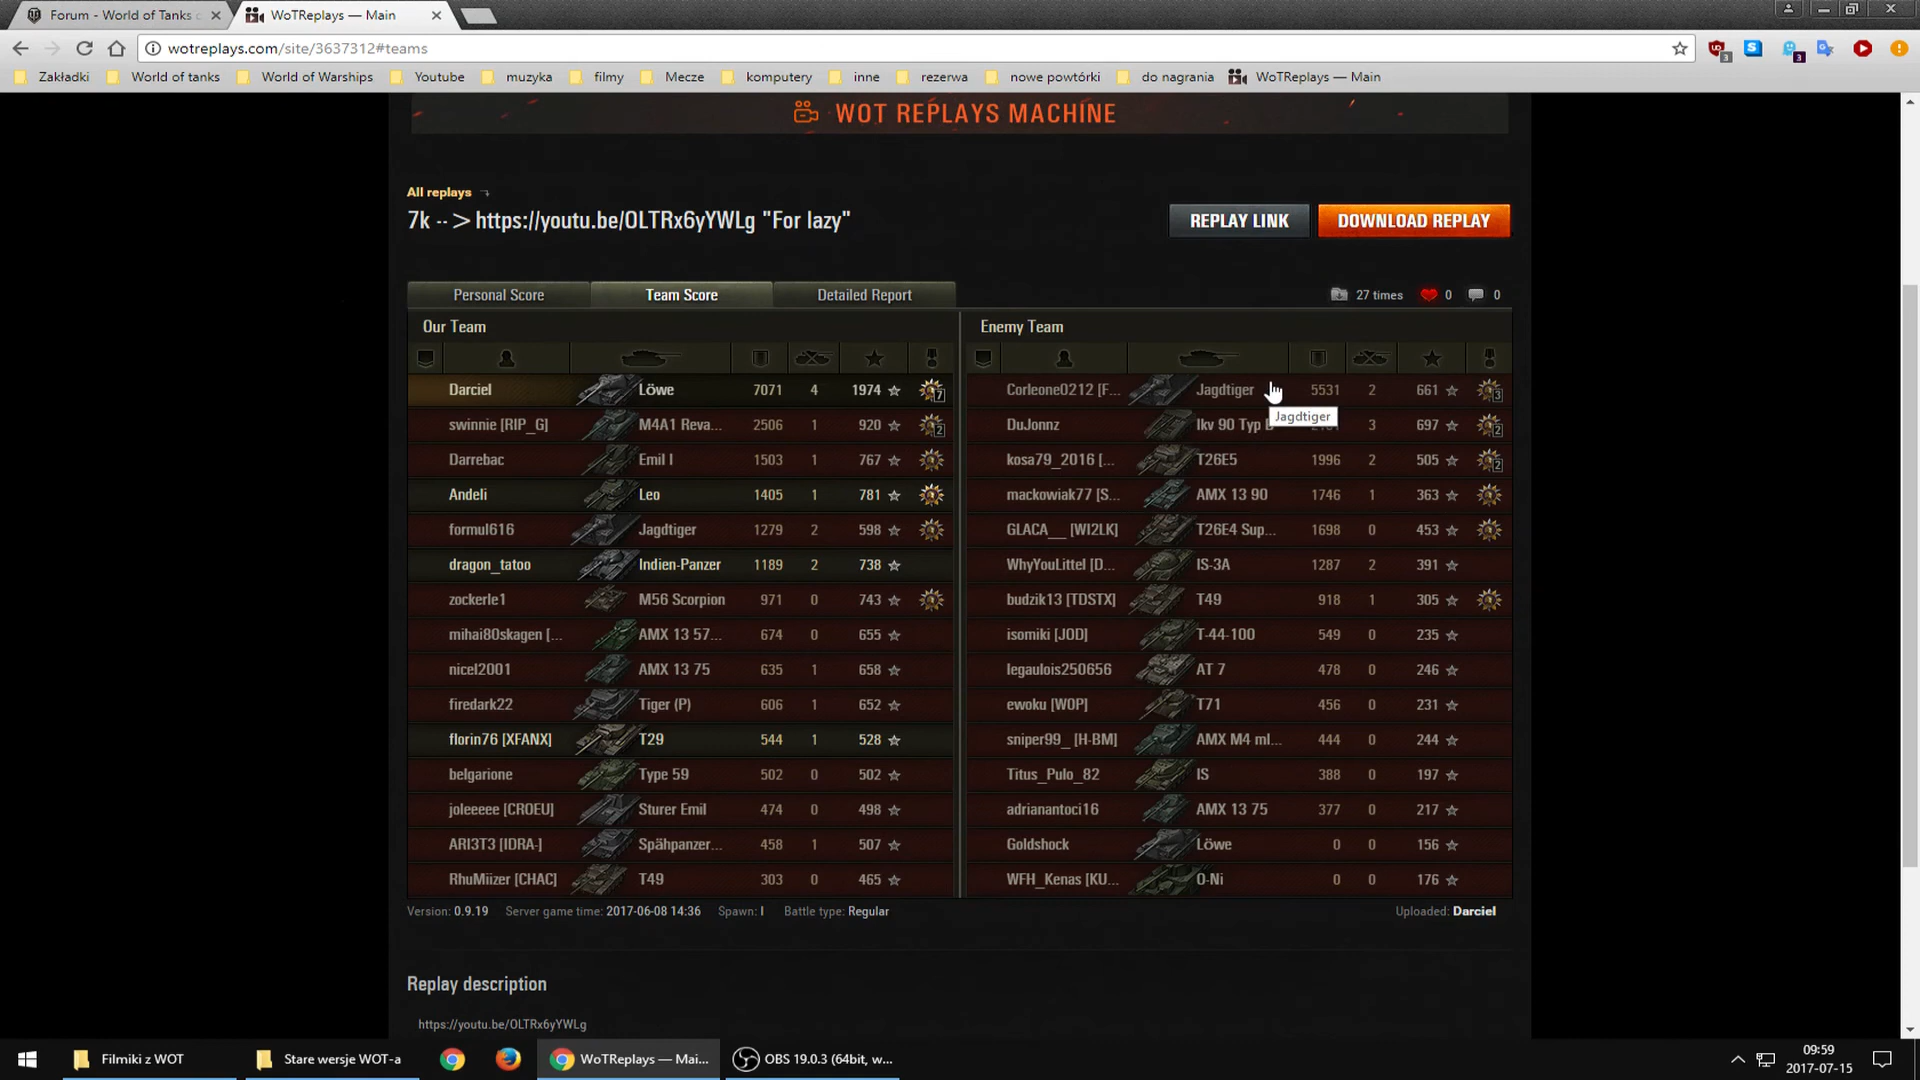 Forum - World of Tanks
WoTReplays — Main
wotreplays.com/site/3637312#teams
3
3
Zakładki
World of tanks
World of Warships
Youtube
muzyka
filmy
Mecze
komputery
inne
rezerwa
nowe powtórki
do nagrania
WoTReplays — Main
WOT REPLAYS MACHINE
All replays
7k -- > https://youtu.be/OLTRx6yYWLg "For lazy"
REPLAY LINK
DOWNLOAD REPLAY
Personal Score
Team Score
Detailed Report
27 times
0
0
Our Team
Enemy Team
Darciel Löwe 7071 4 1974 7
Corleone0212 [F... Jagdtiger 5531 2 661 3
Jagdtiger
swinnie [RIP_G] M4A1 Reva... 2506 1 920 2
DuJonnz Ikv 90 Typ 3 697 2
Darrebac Emil I 1503 1 767
kosa79_2016 [... T26E5 1996 2 505 2
Andeli Leo 1405 1 781
mackowiak77 [S... AMX 13 90 1746 1 363
formul616 Jagdtiger 1279 2 598
GLACA___ [WI2LK] T26E4 Sup... 1698 0 453
dragon_tatoo Indien-Panzer 1189 2 738
WhyYouLittel [D... IS-3A 1287 2 391
zockerle1 M56 Scorpion 971 0 743
budzik13 [TDSTX] T49 918 1 305
mihai80skagen [... AMX 13 57... 674 0 655
isomiki [JOD] T-44-100 549 0 235
nicel2001 AMX 13 75 635 1 658
legaulois250656 AT 7 478 0 246
firedark22 Tiger (P) 606 1 652
ewoku [WOP] T71 456 0 231
florin76 [XFANX] T29 544 1 528
sniper99_ [H-BM] AMX M4 ml... 444 0 244
belgarione Type 59 502 0 502
Titus_Pulo_82 IS 388 0 197
joleeeee [CROEU] Sturer Emil 474 0 498
adrianantoci16 AMX 13 75 377 0 217
ARI3T3 [IDRA-] Spähpanzer... 458 1 507
Goldshock Löwe 0 0 156
RhuMiizer [CHAC] T49 303 0 465
WFH_Kenas [KU... O-Ni 0 0 176
Version: 0.9.19 Server game time: 2017-06-08 14:36 Spawn: I Battle type: Regular
Uploaded: Darciel
Replay description
https://youtu.be/OLTRx6yYWLg
Filmiki z WOT
Stare wersje WOT-a
WoTReplays — Mai...
OBS 19.0.3 (64bit, w...
09:59
2017-07-15